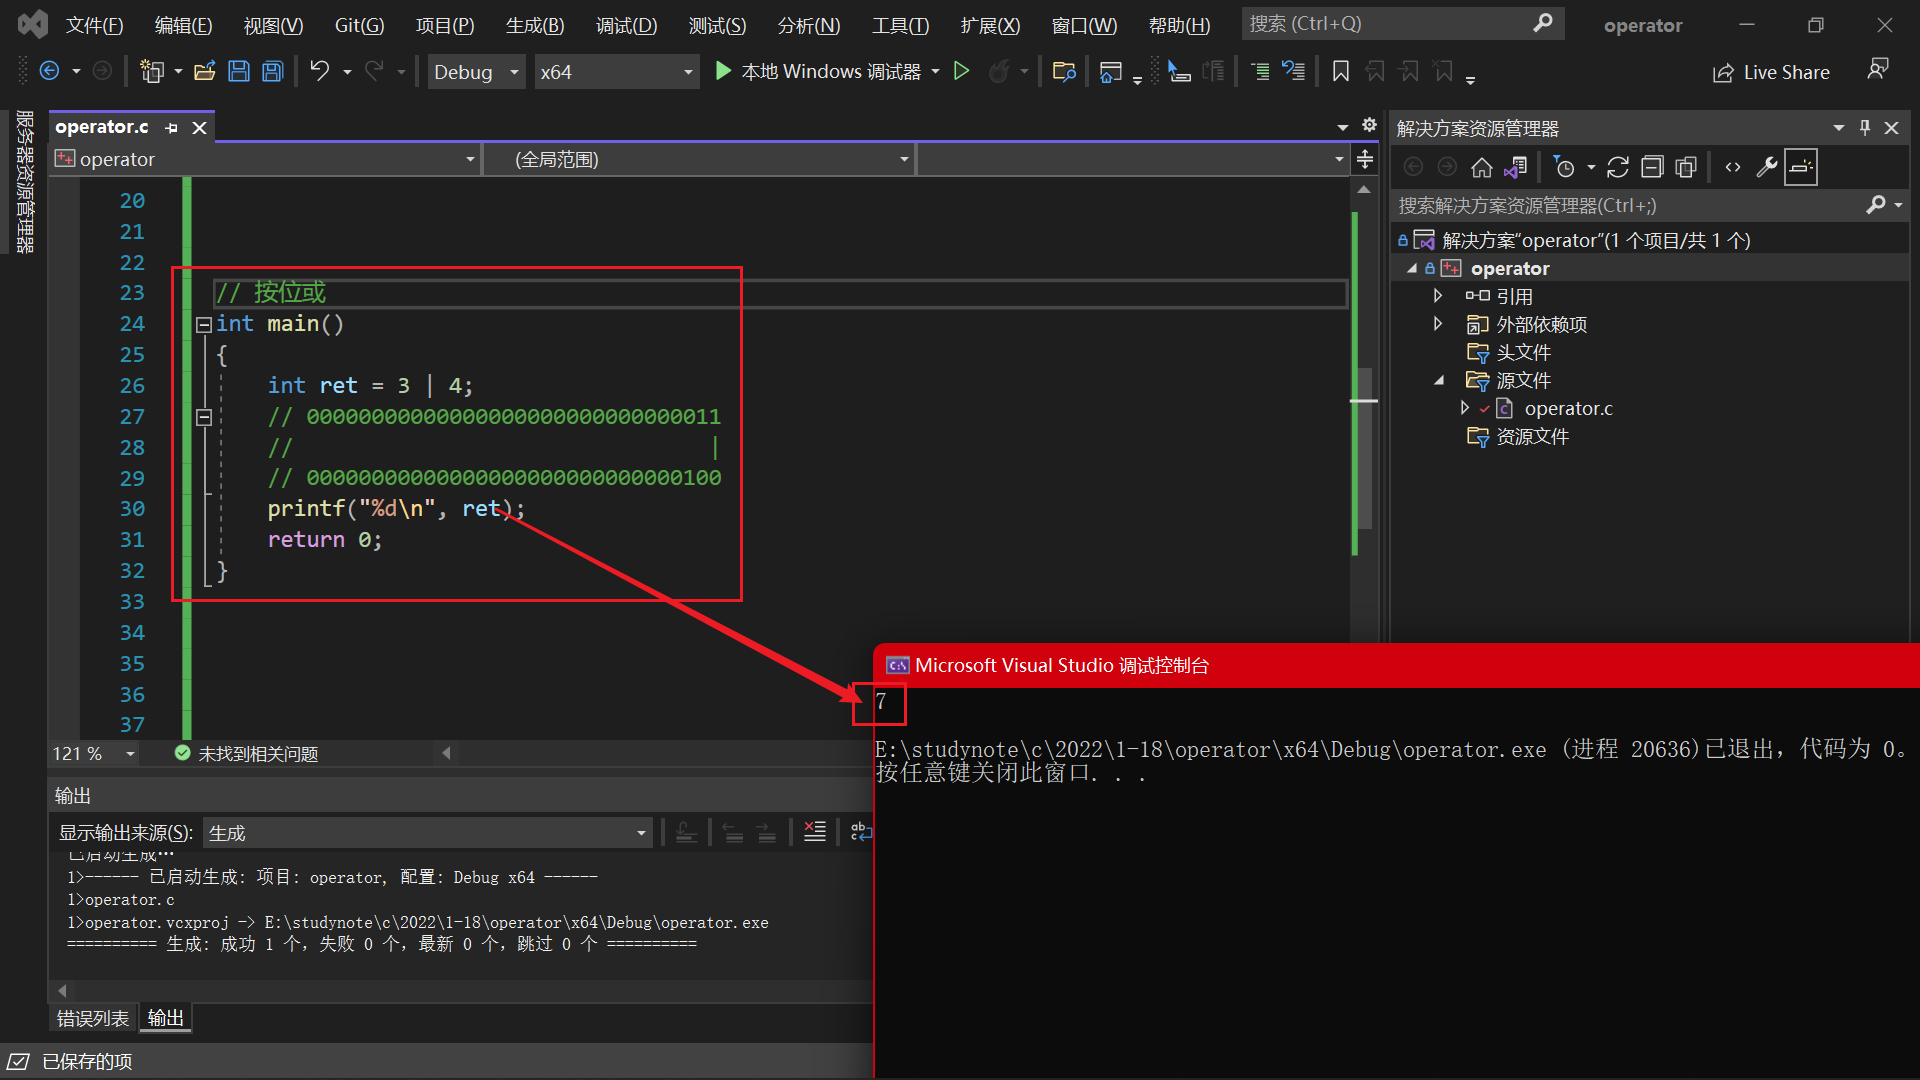 文件(F) 编辑(E) 视图(V) Git(G) 项目(P) 生成(B) 调试(D) 测试(S) 分析(N) 工具(T) 扩展(X) 窗口(W) 帮助(H) 搜索 (Ctrl+Q) operator
Debug x64 本地 Windows 调试器 Live Share
服务器资源管理器
operator.c
operator (全局范围)
20
21
22
23 // 按位或
24 int main()
25 {
26 int ret = 3 | 4;
27 // 00000000000000000000000000000011
28 // |
29 // 00000000000000000000000000000100
30 printf("%d\n", ret);
31 return 0;
32 }
33
34
35
36
37
121 % 未找到相关问题
输出
显示输出来源(S): 生成
已启动生成…
1>------ 已启动生成: 项目: operator, 配置: Debug x64 ------
1>operator.c
1>operator.vcxproj -> E:\studynote\c\2022\1-18\operator\x64\Debug\operator.exe
========== 生成: 成功 1 个，失败 0 个，最新 0 个，跳过 0 个 ==========
错误列表 输出
已保存的项
解决方案资源管理器
搜索解决方案资源管理器(Ctrl+;)
解决方案“operator”(1 个项目/共 1 个)
operator
引用
外部依赖项
头文件
源文件
operator.c
资源文件
Microsoft Visual Studio 调试控制台
7
E:\studynote\c\2022\1-18\operator\x64\Debug\operator.exe (进程 20636)已退出，代码为 0。
按任意键关闭此窗口. . .